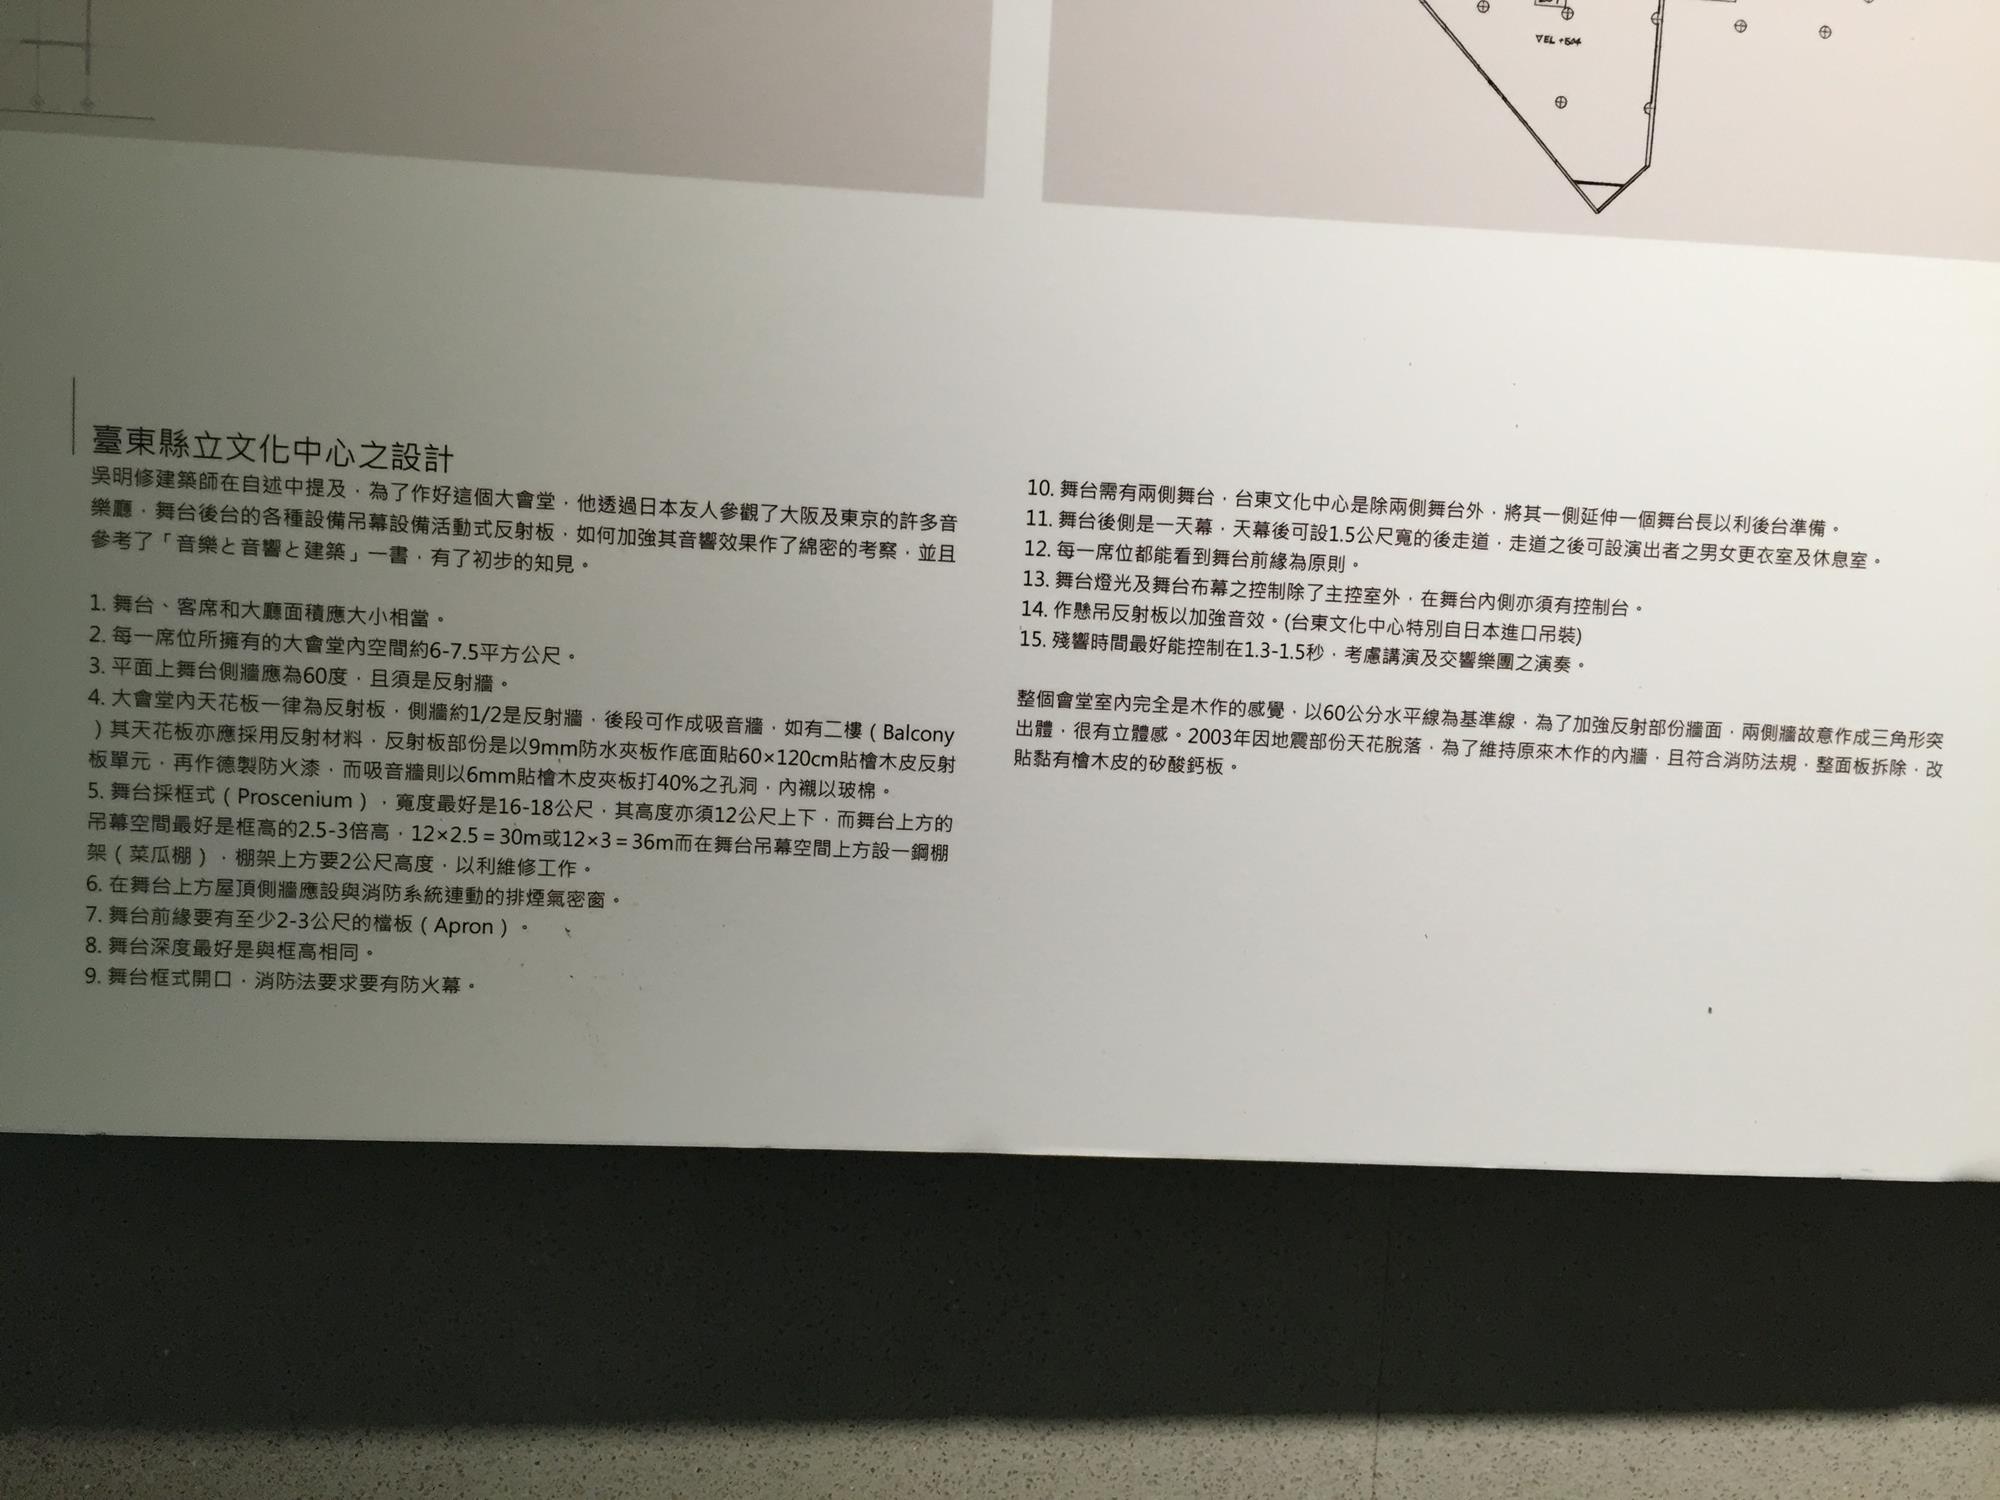 ▽EL +504
臺東縣立文化中心之設計
吳明修建築師在自述中提及，為了作好這個大會堂，他透過日本友人參觀了大阪及東京的許多音
樂廳，舞台後台的各種設備吊幕設備活動式反射板，如何加強其音響效果作了綿密的考察，並且
參考了「音樂と音響と建築」一書，有了初步的知見。
1. 舞台、客席和大廳面積應大小相當。
2. 每一席位所擁有的大會堂內空間約6-7.5平方公尺。
3. 平面上舞台側牆應為60度，且須是反射牆。
4. 大會堂內天花板一律為反射板，側牆約1/2是反射牆，後段可作成吸音牆，如有二樓（Balcony
）其天花板亦應採用反射材料，反射板部份是以9mm防水夾板作底面貼60×120cm貼檜木皮反射
板單元，再作德製防火漆，而吸音牆則以6mm貼檜木皮夾板打40%之孔洞，內襯以玻棉。
5. 舞台採框式（Proscenium），寬度最好是16-18公尺，其高度亦須12公尺上下，而舞台上方的
吊幕空間最好是框高的2.5-3倍高，12×2.5＝30m或12×3＝36m而在舞台吊幕空間上方設一鋼棚
架（菜瓜棚），棚架上方要2公尺高度，以利維修工作。
6. 在舞台上方屋頂側牆應設與消防系統連動的排煙氣密窗。
7. 舞台前緣要有至少2-3公尺的檔板（Apron）。
8. 舞台深度最好是與框高相同。
9. 舞台框式開口，消防法要求要有防火幕。
10. 舞台需有兩側舞台，台東文化中心是除兩側舞台外，將其一側延伸一個舞台長以利後台準備。
11. 舞台後側是一天幕，天幕後可設1.5公尺寬的後走道，走道之後可設演出者之男女更衣室及休息室。
12. 每一席位都能看到舞台前緣為原則。
13. 舞台燈光及舞台布幕之控制除了主控室外，在舞台內側亦須有控制台。
14. 作懸吊反射板以加強音效。(台東文化中心特別自日本進口吊裝)
15. 殘響時間最好能控制在1.3-1.5秒，考慮講演及交響樂團之演奏。
整個會堂室內完全是木作的感覺，以60公分水平線為基準線，為了加強反射部份牆面，兩側牆故意作成三角形突
出體，很有立體感。2003年因地震部份天花脫落，為了維持原來木作的內牆，且符合消防法規，整面板拆除，改
貼黏有檜木皮的矽酸鈣板。